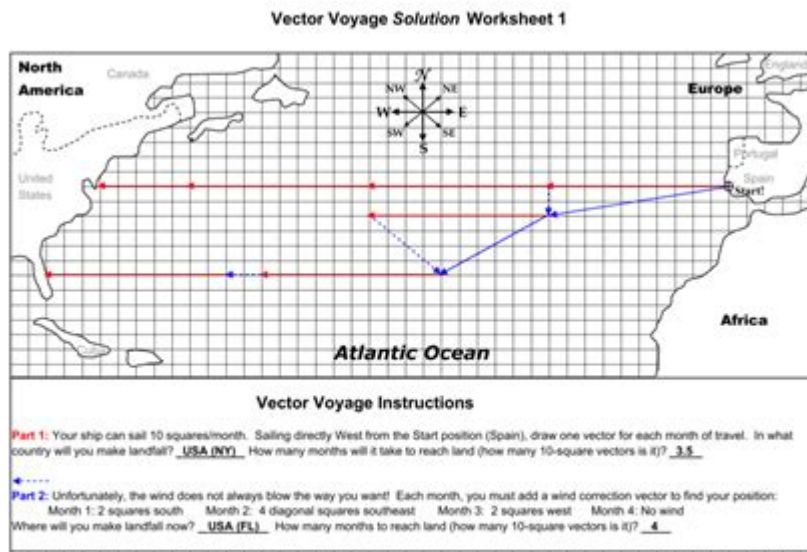 Vector Voyage Solution Worksheet 1
North
America
Canada
England
Europe
N
NW
NE
W
E
SW
SE
S
Portugal
United
States
Spain
Start!
Africa
Atlantic Ocean
Vector Voyage Instructions
Part 1: Your ship can sail 10 squares/month. Sailing directly West from the Start position (Spain), draw one vector for each month of travel. In what
country will you make landfall? USA (NY) How many months will it take to reach land (how many 10-square vectors is it)? 3.5
Part 2: Unfortunately, the wind does not always blow the way you want! Each month, you must add a wind correction vector to find your position:
Month 1: 2 squares south Month 2: 4 diagonal squares southeast Month 3: 2 squares west Month 4: No wind
Where will you make landfall now? USA (FL) How many months to reach land (how many 10-square vectors is it)? 4